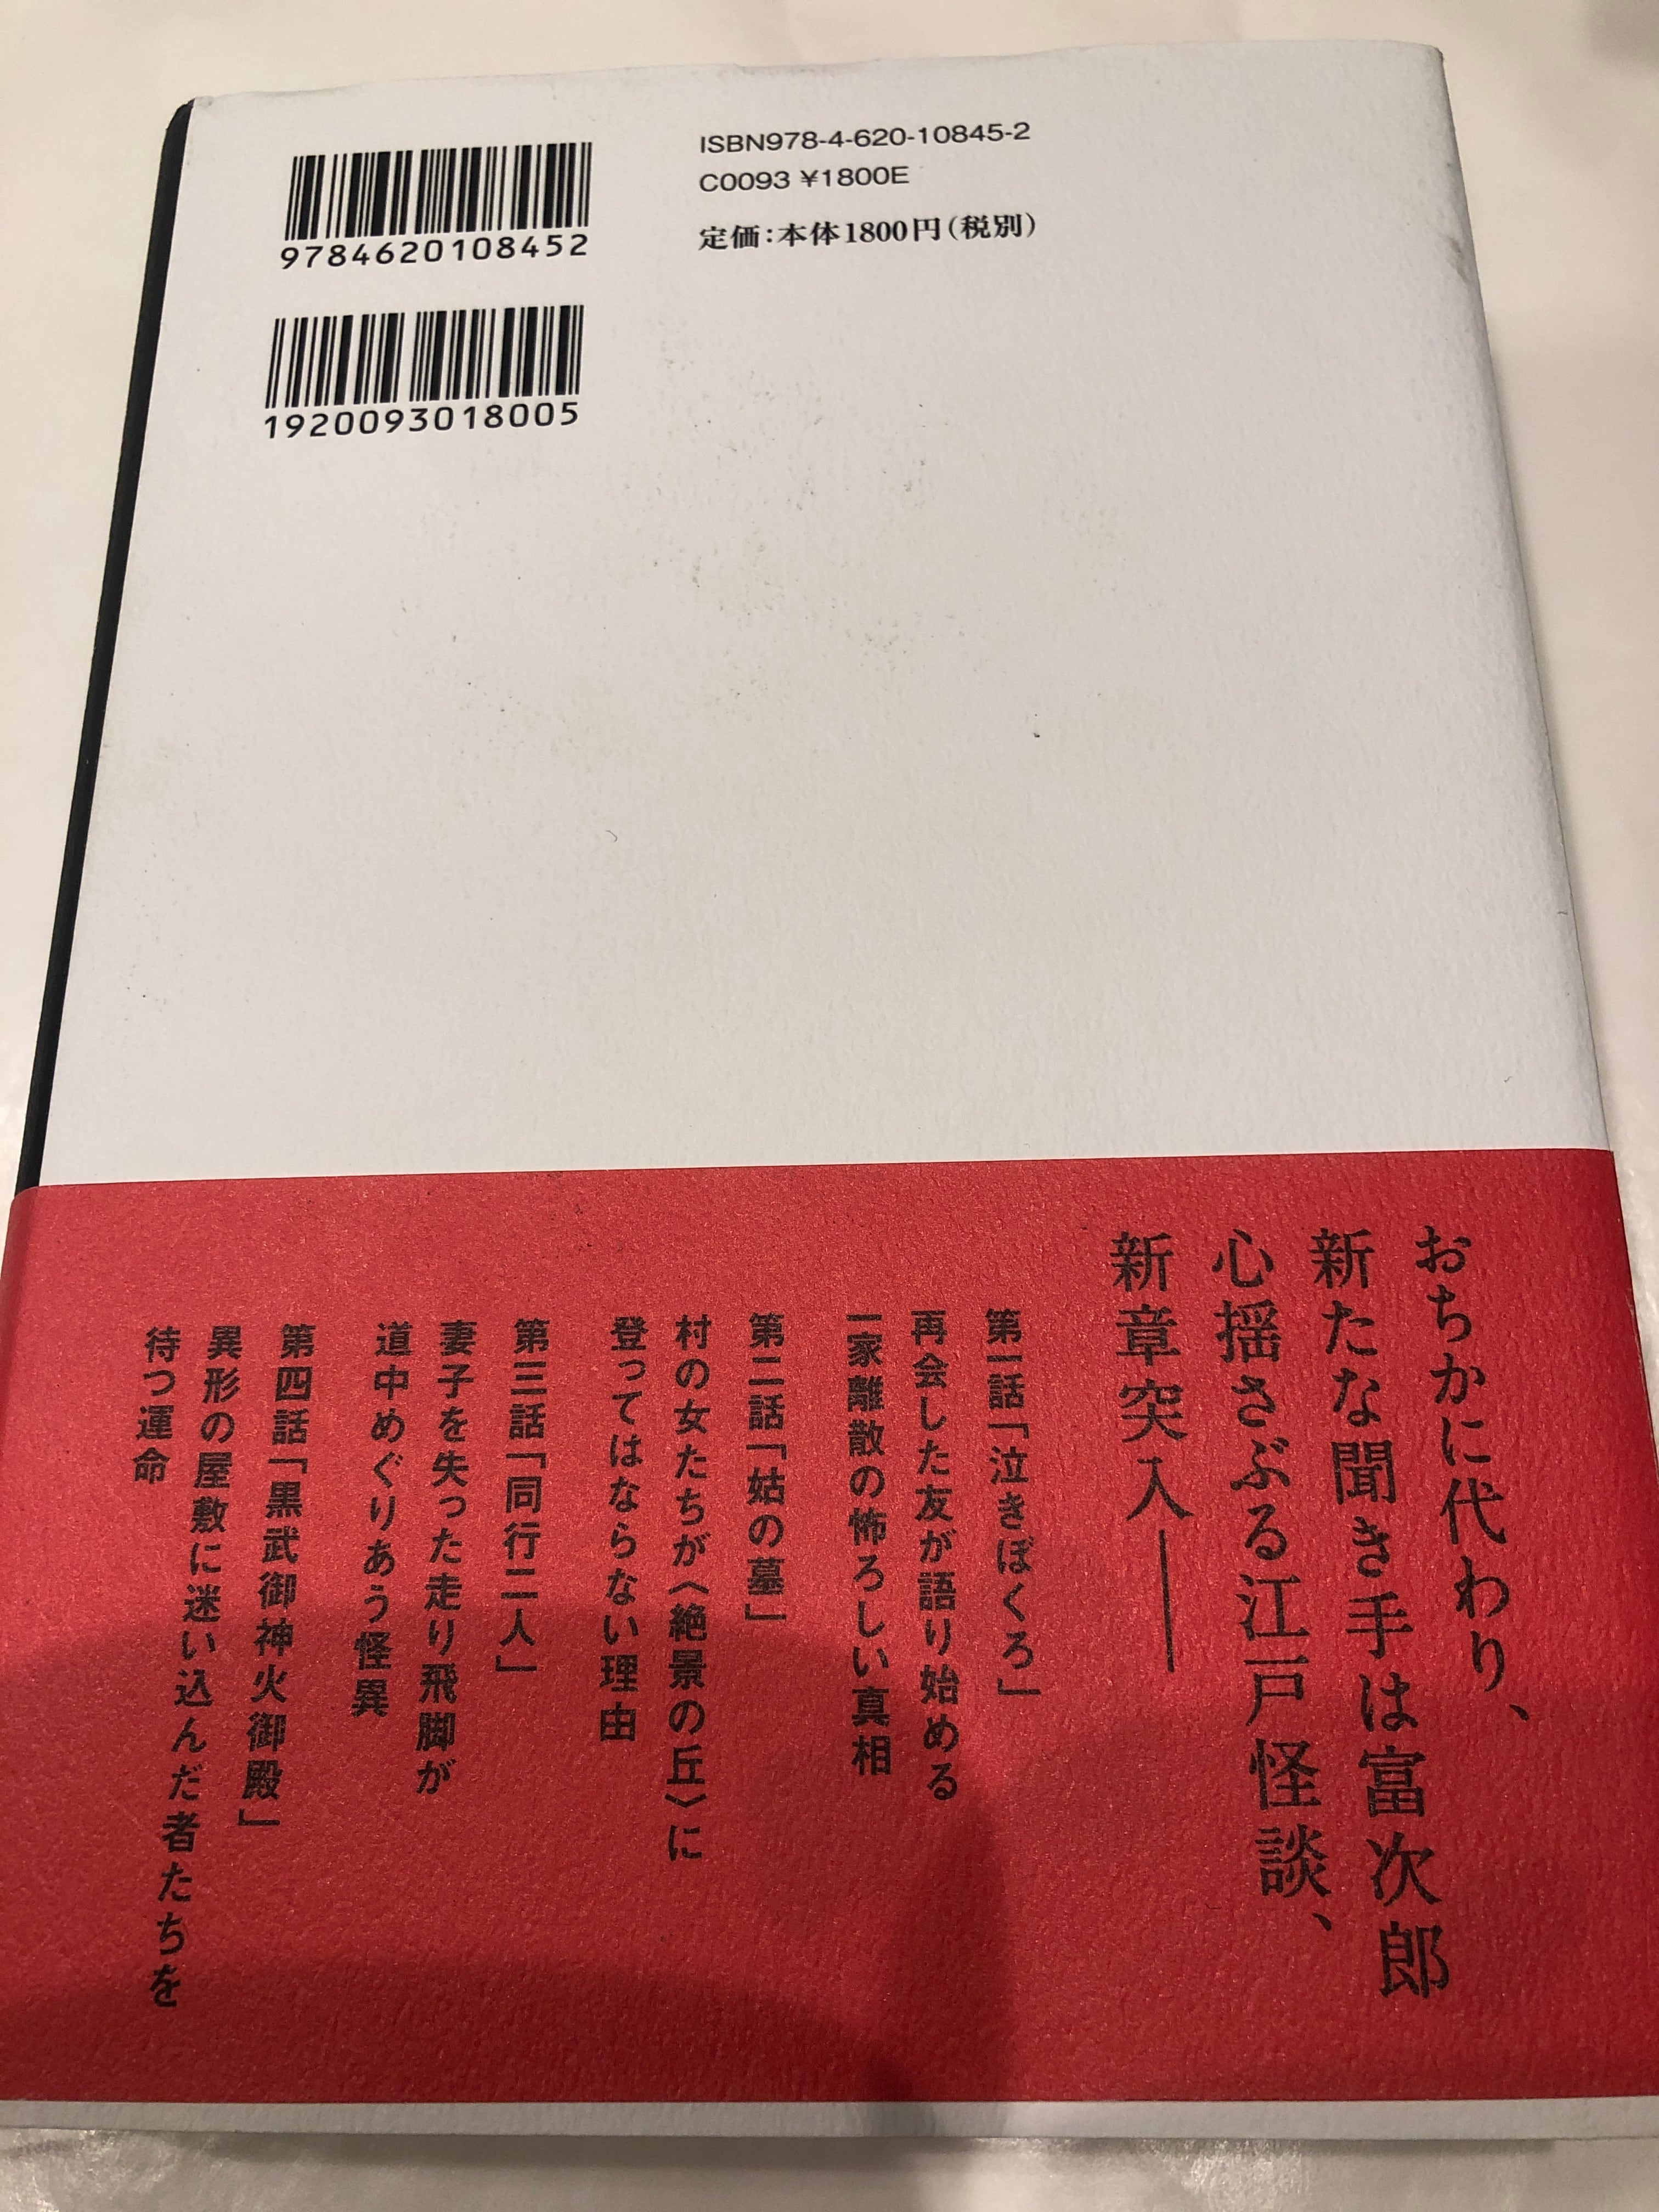 ISBN978-4-620-10845-2
C0093 ¥1800E
定価:本体1800円(税別)
9784620108452
1920093018005
おちかに代わり、
新たな聞き手は富次郎
心揺さぶる江戸怪談、
新章突入――
第一話「泣きぼくろ」
再会した友が語り始める
一家離散の怖ろしい真相
第二話「姑の墓」
村の女たちが〈絶景の丘〉に
登ってはならない理由
第三話「同行二人」
妻子を失った走り飛脚が
道中めぐりあう怪異
第四話「黒武御神火御殿」
異形の屋敷に迷い込んだ者たちを
待つ運命